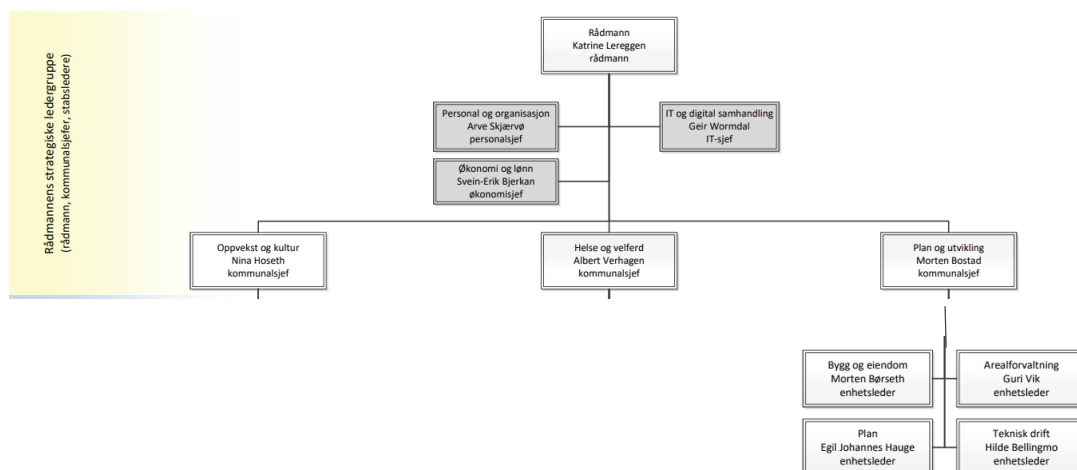 Rådmannens strategiske ledergruppe
(rådmann, kommunalsjefer, stabsledere)
Rådmann
Katrine Lereggen
rådmann
Personal og organisasjon
Arve Skjærvø
personalsjef
IT og digital samhandling
Geir Wormdal
IT-sjef
Økonomi og lønn
Svein-Erik Bjerkan
økonomisjef
Oppvekst og kultur
Nina Hoseth
kommunalsjef
Helse og velferd
Albert Verhagen
kommunalsjef
Plan og utvikling
Morten Bostad
kommunalsjef
Bygg og eiendom
Morten Børseth
enhetsleder
Arealforvaltning
Guri Vik
enhetsleder
Plan
Egil Johannes Hauge
enhetsleder
Teknisk drift
Hilde Bellingmo
enhetsleder